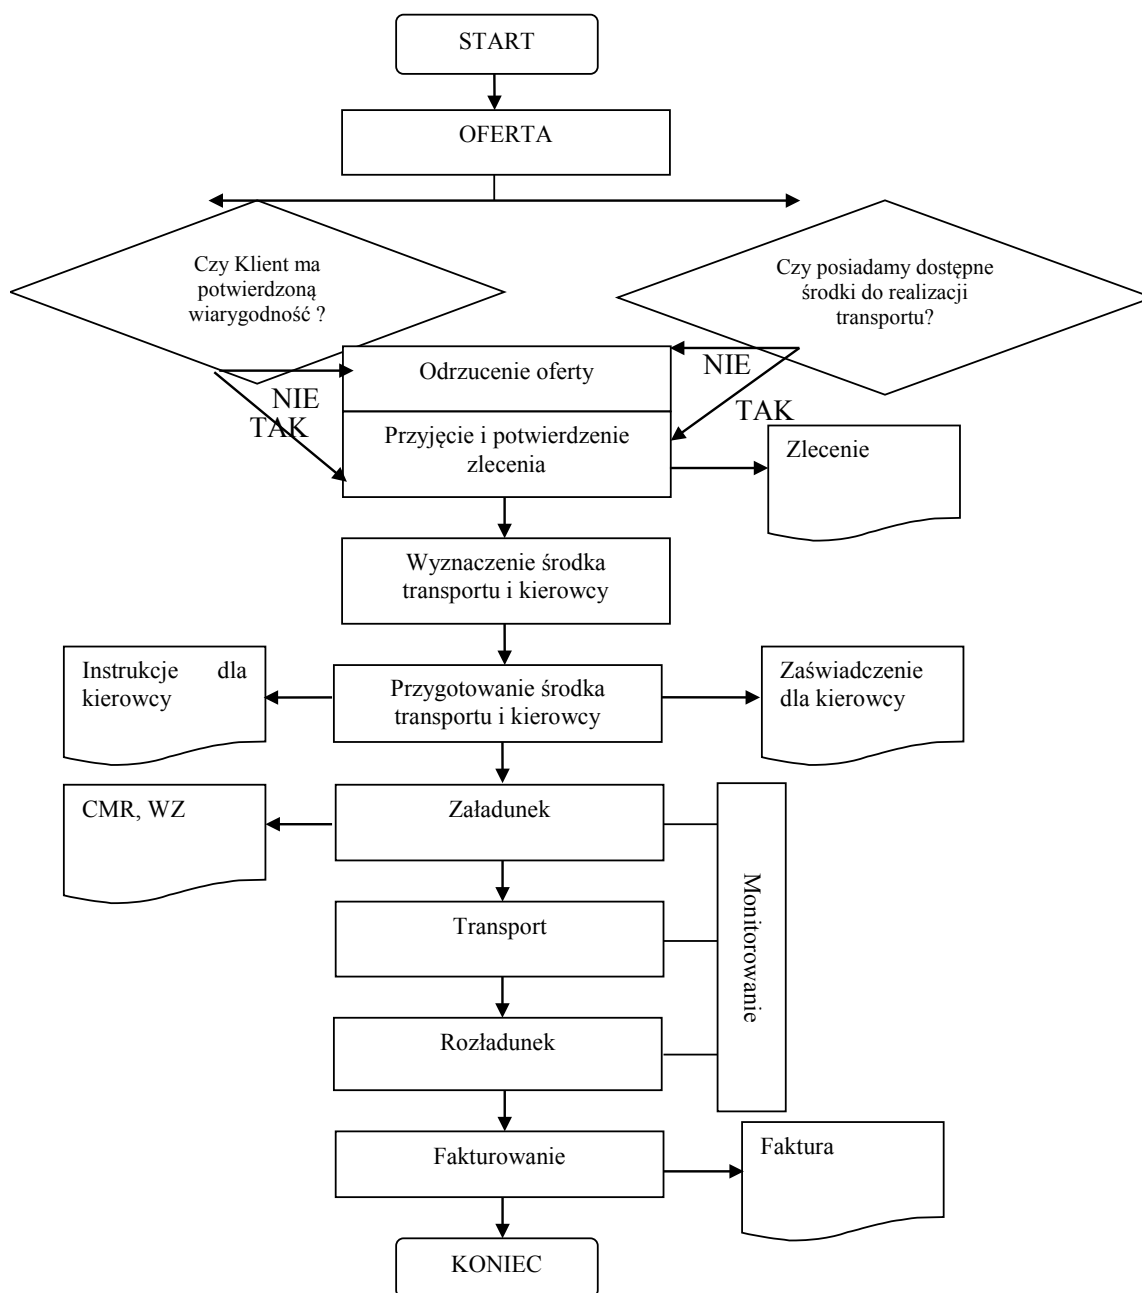 START
OFERTA
Czy Klient ma
potwierdzoną
wiarygodność ?
Czy posiadamy dostępne
środki do realizacji
transportu?
Odrzucenie oferty
NIE
NIE
TAK
TAK
Przyjęcie i potwierdzenie
zlecenia
Zlecenie
Wyznaczenie środka
transportu i kierowcy
Instrukcje dla
kierowcy
Przygotowanie środka
transportu i kierowcy
Zaświadczenie
dla kierowcy
CMR, WZ
Załadunek
Monitorowanie
Transport
Rozładunek
Fakturowanie
Faktura
KONIEC